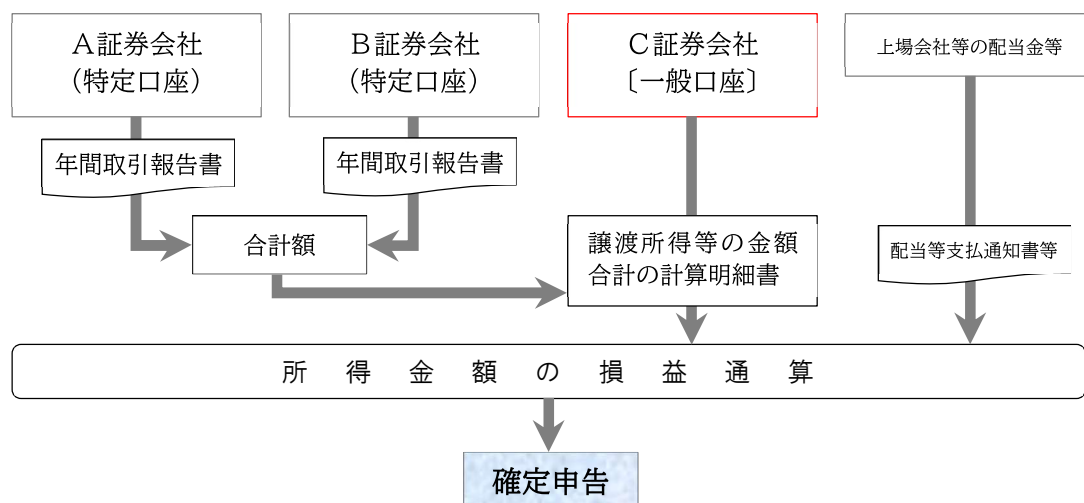 A証券会社
(特定口座)
B証券会社
(特定口座)
C証券会社
〔一般口座〕
上場会社等の配当金等
年間取引報告書
年間取引報告書
合計額
譲渡所得等の金額
合計の計算明細書
配当等支払通知書等
所得金額の損益通算
確定申告